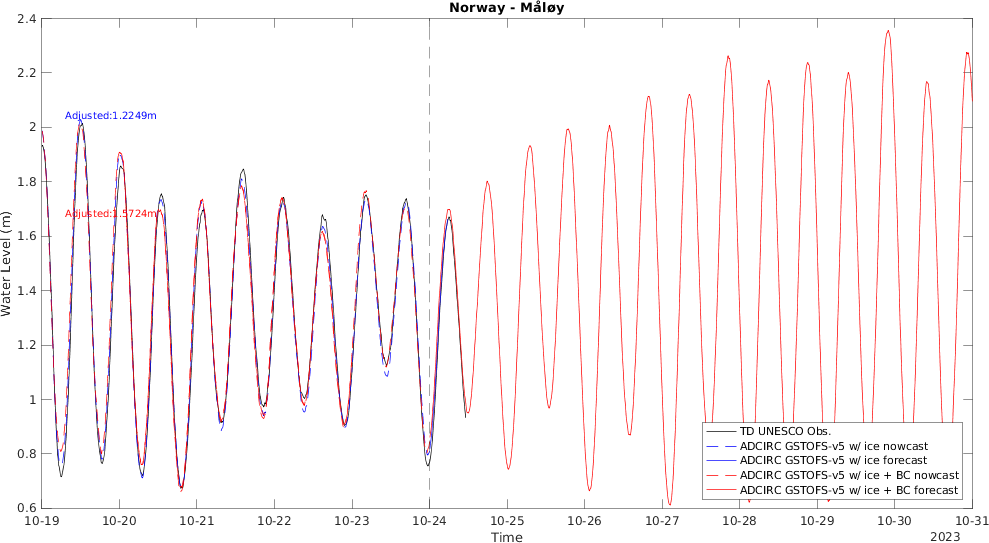 Norway - Måløy
2.4
2.2
2
1.8
1.6
1.4
1.2
1
0.8
0.6
Water Level (m)
Adjusted:1.2249m
Adjusted:1.5724m
TD UNESCO Obs.
ADCIRC GSTOFS-v5 w/ ice nowcast
ADCIRC GSTOFS-v5 w/ ice forecast
ADCIRC GSTOFS-v5 w/ ice + BC nowcast
ADCIRC GSTOFS-v5 w/ ice + BC forecast
10-19 10-20 10-21 10-22 10-23 10-24 10-25 10-26 10-27 10-28 10-29 10-30 10-31
Time
2023